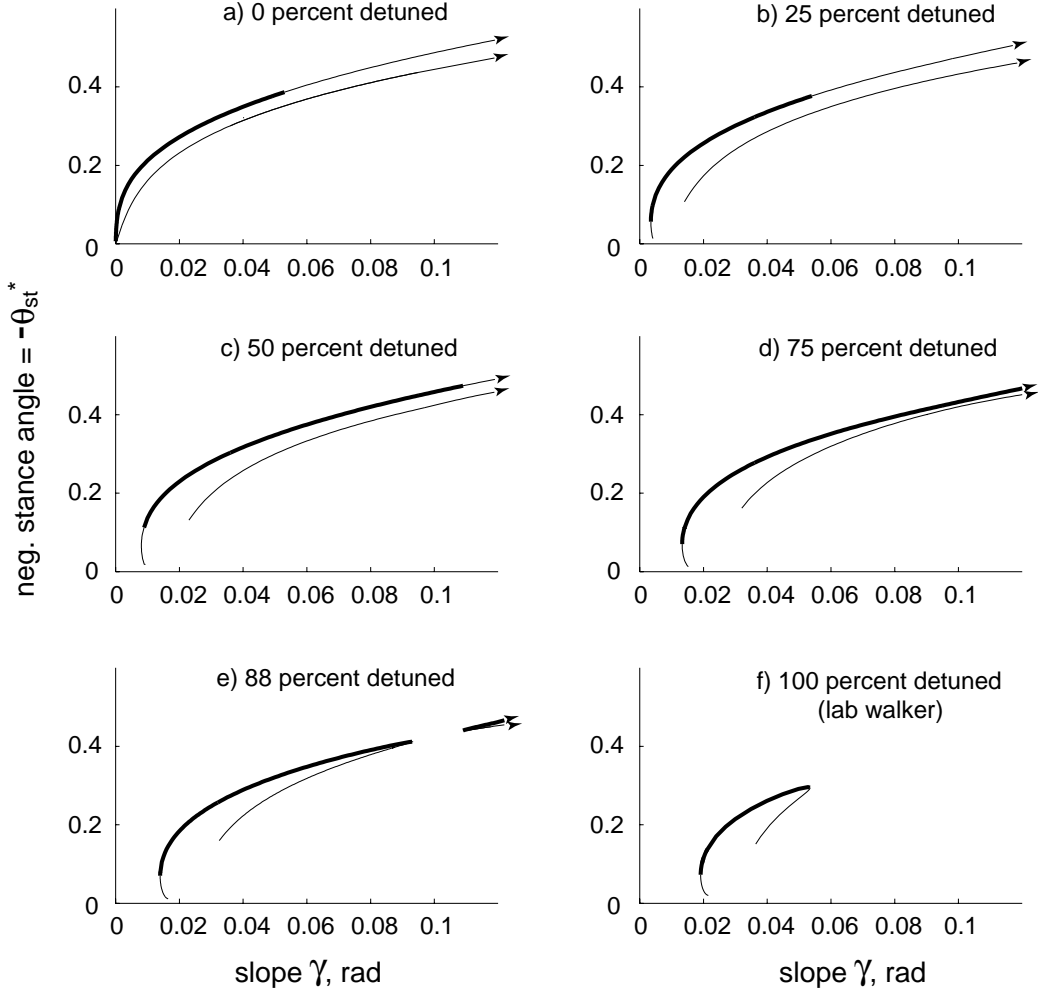 a) 0 percent detuned
0.4
0.2
0
0 0.02 0.04 0.06 0.08 0.1
b) 25 percent detuned
0.4
0.2
0
0 0.02 0.04 0.06 0.08 0.1
neg. stance angle = -θst*
c) 50 percent detuned
0.4
0.2
0
0 0.02 0.04 0.06 0.08 0.1
d) 75 percent detuned
0.4
0.2
0
0 0.02 0.04 0.06 0.08 0.1
e) 88 percent detuned
0.4
0.2
0
0 0.02 0.04 0.06 0.08 0.1
slope γ, rad
f) 100 percent detuned
(lab walker)
0.4
0.2
0
0 0.02 0.04 0.06 0.08 0.1
slope γ, rad